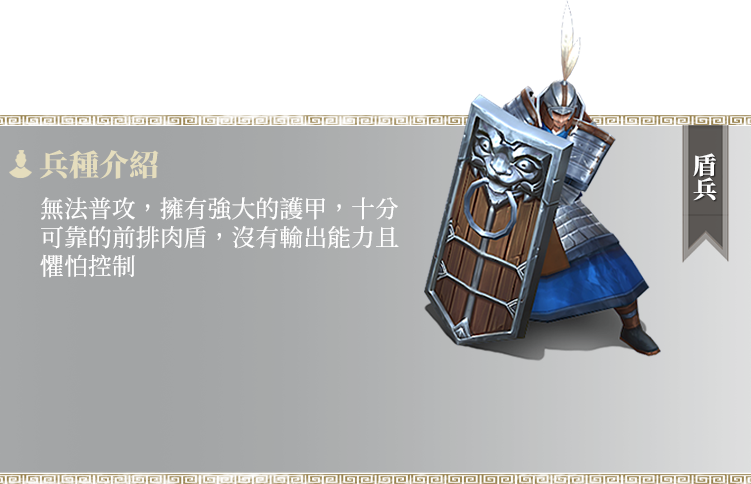 兵種介紹
無法普攻，擁有強大的護甲，十分
可靠的前排肉盾，沒有輸出能力且
懼怕控制
盾兵